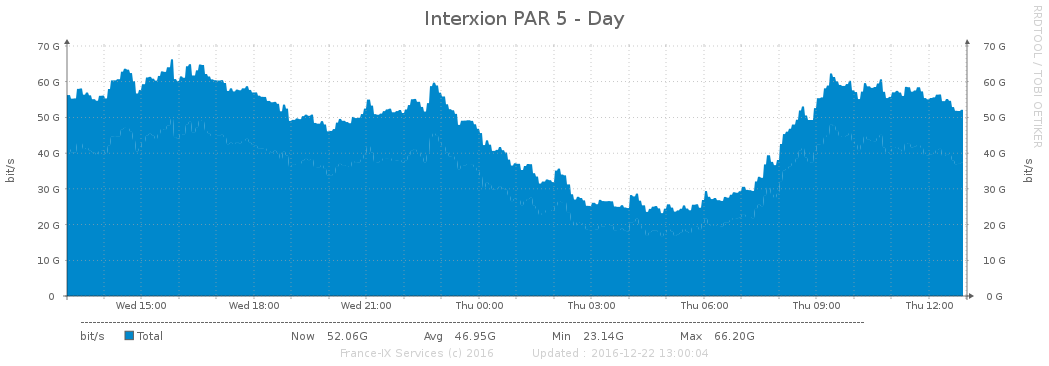 Interxion PAR 5 - Day
RRDTOOL / TOBI OETIKER
70 G 70 G
60 G 60 G
50 G 50 G
40 G 40 G
30 G 30 G
20 G 20 G
10 G 10 G
0 0 G
bit/s
bit/s
Wed 15:00 Wed 18:00 Wed 21:00 Thu 00:00 Thu 03:00 Thu 06:00 Thu 09:00 Thu 12:00
bit/s Total Now 52.06G Avg 46.95G Min 23.14G Max 66.20G
France-IX Services (c) 2016 Updated : 2016-12-22 13:00:04